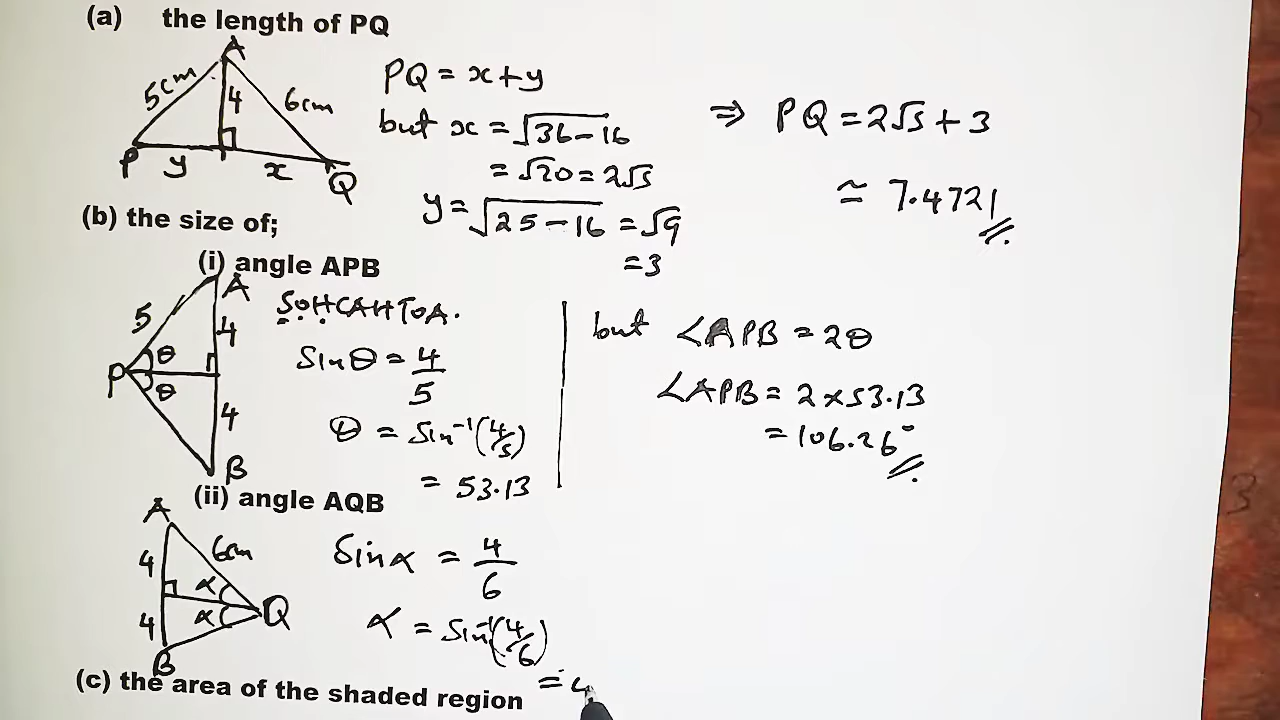 (a) the length of PQ
A
5cm
4
6cm
P
y
x
Q
PQ = x+y
but x = √36-16
= √20 = 2√5
y = √25-16 = √9
= 3
⇒ PQ = 2√5 + 3
≈ 7.4721
(b) the size of;
(i) angle APB
A
5
4
P
θ
θ
4
B
SOHCAHTOA.
Sinθ = 4/5
θ = Sin⁻¹(4/5)
= 53.13
but ∠APB = 2θ
∠APB = 2×53.13
= 106.26°
(ii) angle AQB
A
4
6cm
α
α
Q
4
B
Sinα = 4/6
α = Sin⁻¹(4/6)
= 4
(c) the area of the shaded region